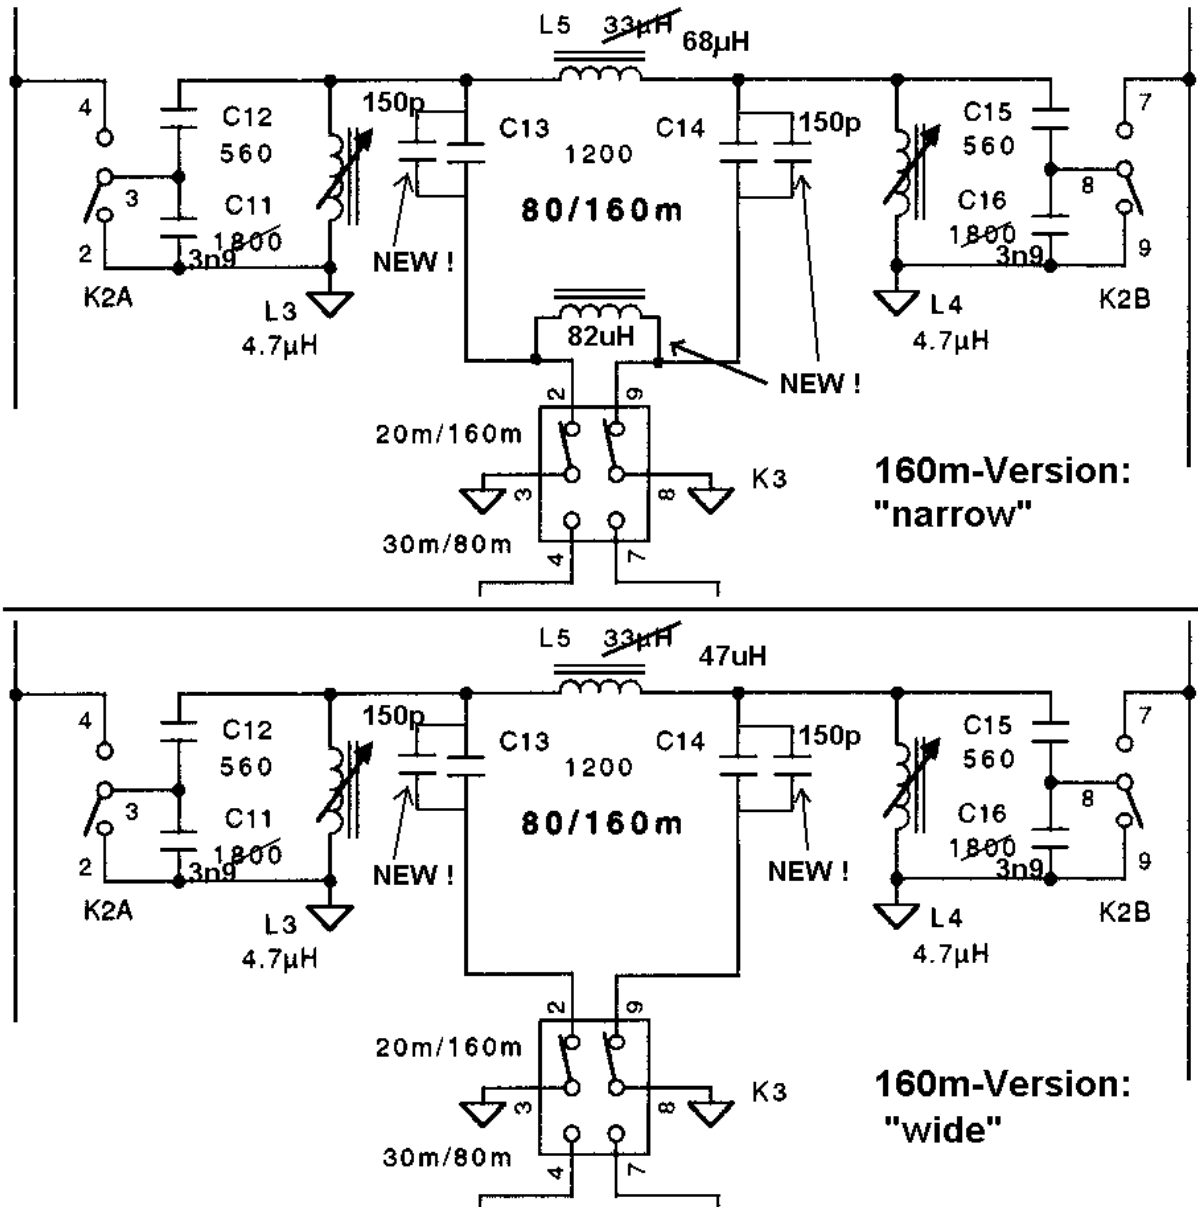 L5 33µH
68µH
4
C12
560
150p
C13
C14
1200
150p
C15
560
7
3
C11
1800
3n9
80/160m
8
C16
1800
3n9
2
NEW !
9
K2A
L3
4.7µH
82uH
L4
4.7µH
K2B
NEW !
2
9
20m/160m
3
8
K3
30m/80m
4
7
160m-Version:
"narrow"
L5 33µH
47uH
4
C12
560
150p
C13
C14
1200
150p
C15
560
7
3
C11
1800
3n9
80/160m
8
C16
1800
3n9
2
NEW !
NEW !
9
K2A
L3
4.7µH
L4
4.7µH
K2B
2
9
20m/160m
3
8
K3
30m/80m
4
7
160m-Version:
"wide"